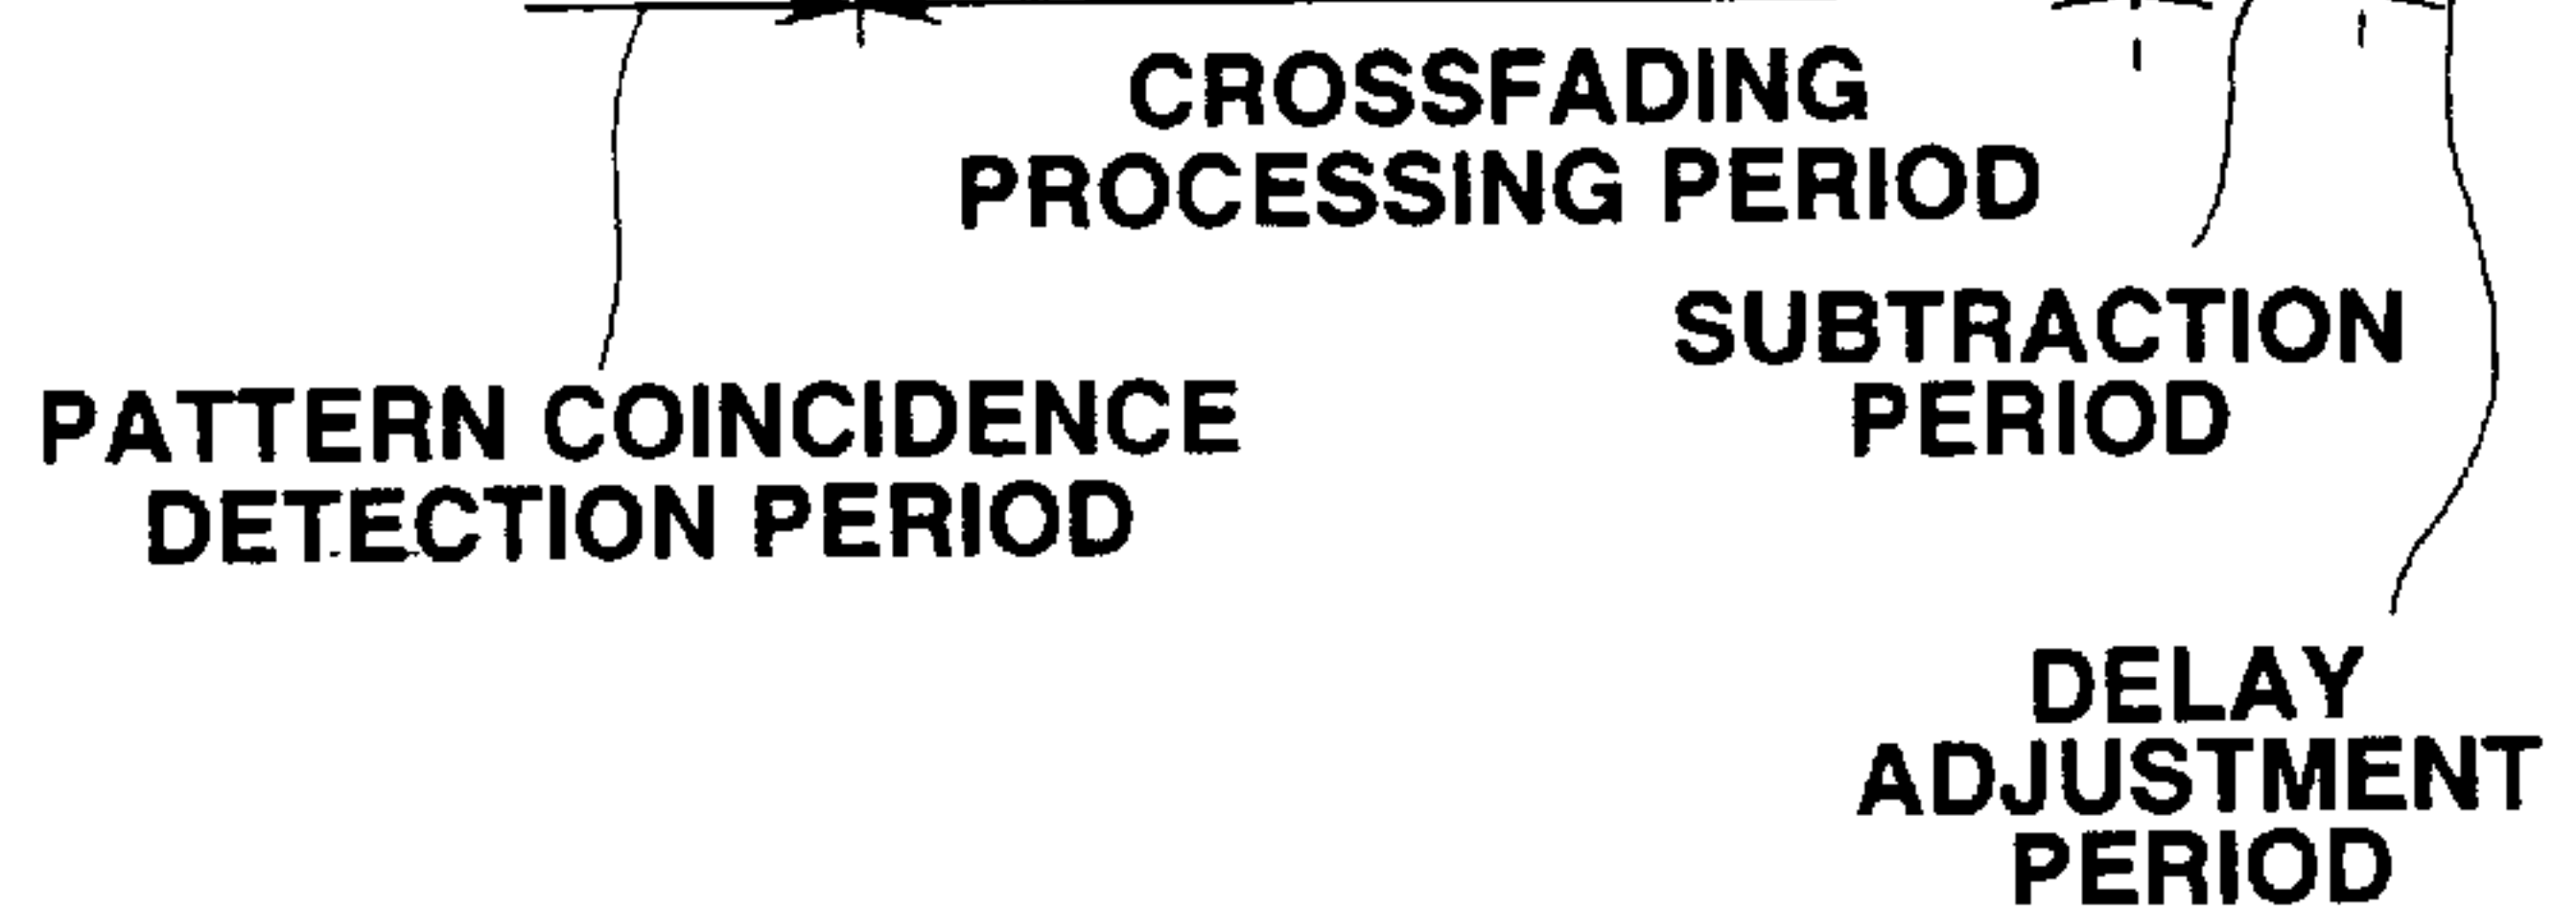 CROSSFADING
PROCESSING PERIOD
SUBTRACTION
PERIOD
PATTERN COINCIDENCE
DETECTION PERIOD
DELAY
ADJUSTMENT
PERIOD